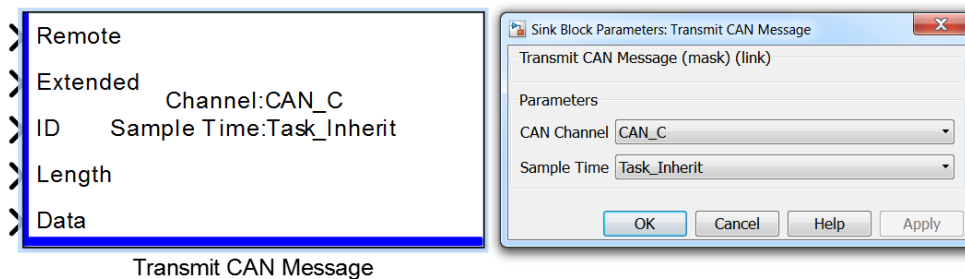 Remote
Extended
Channel:CAN_C
ID Sample Time:Task_Inherit
Length
Data
Transmit CAN Message
Sink Block Parameters: Transmit CAN Message
Transmit CAN Message (mask) (link)
Parameters
CAN Channel CAN_C
Sample Time Task_Inherit
OK Cancel Help Apply